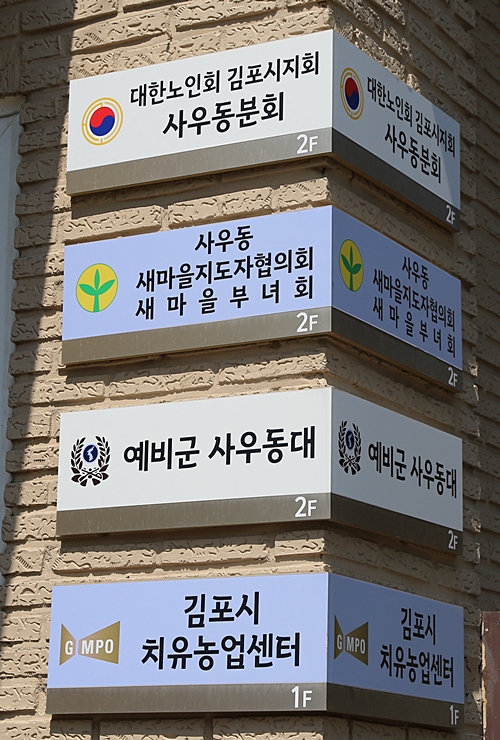 대한노인회 김포시지회
사우동분회
2F
대한노인회 김포시지회
사우동분회
2F
사우동
새마을지도자협의회
새마을부녀회
2F
사우동
새마을지도자협의회
새마을부녀회
2F
예비군 사우동대
2F
예비군 사우동대
2F
GIMPO
김포시
치유농업센터
1F
GIMPO
김포시
치유농업센터
1F